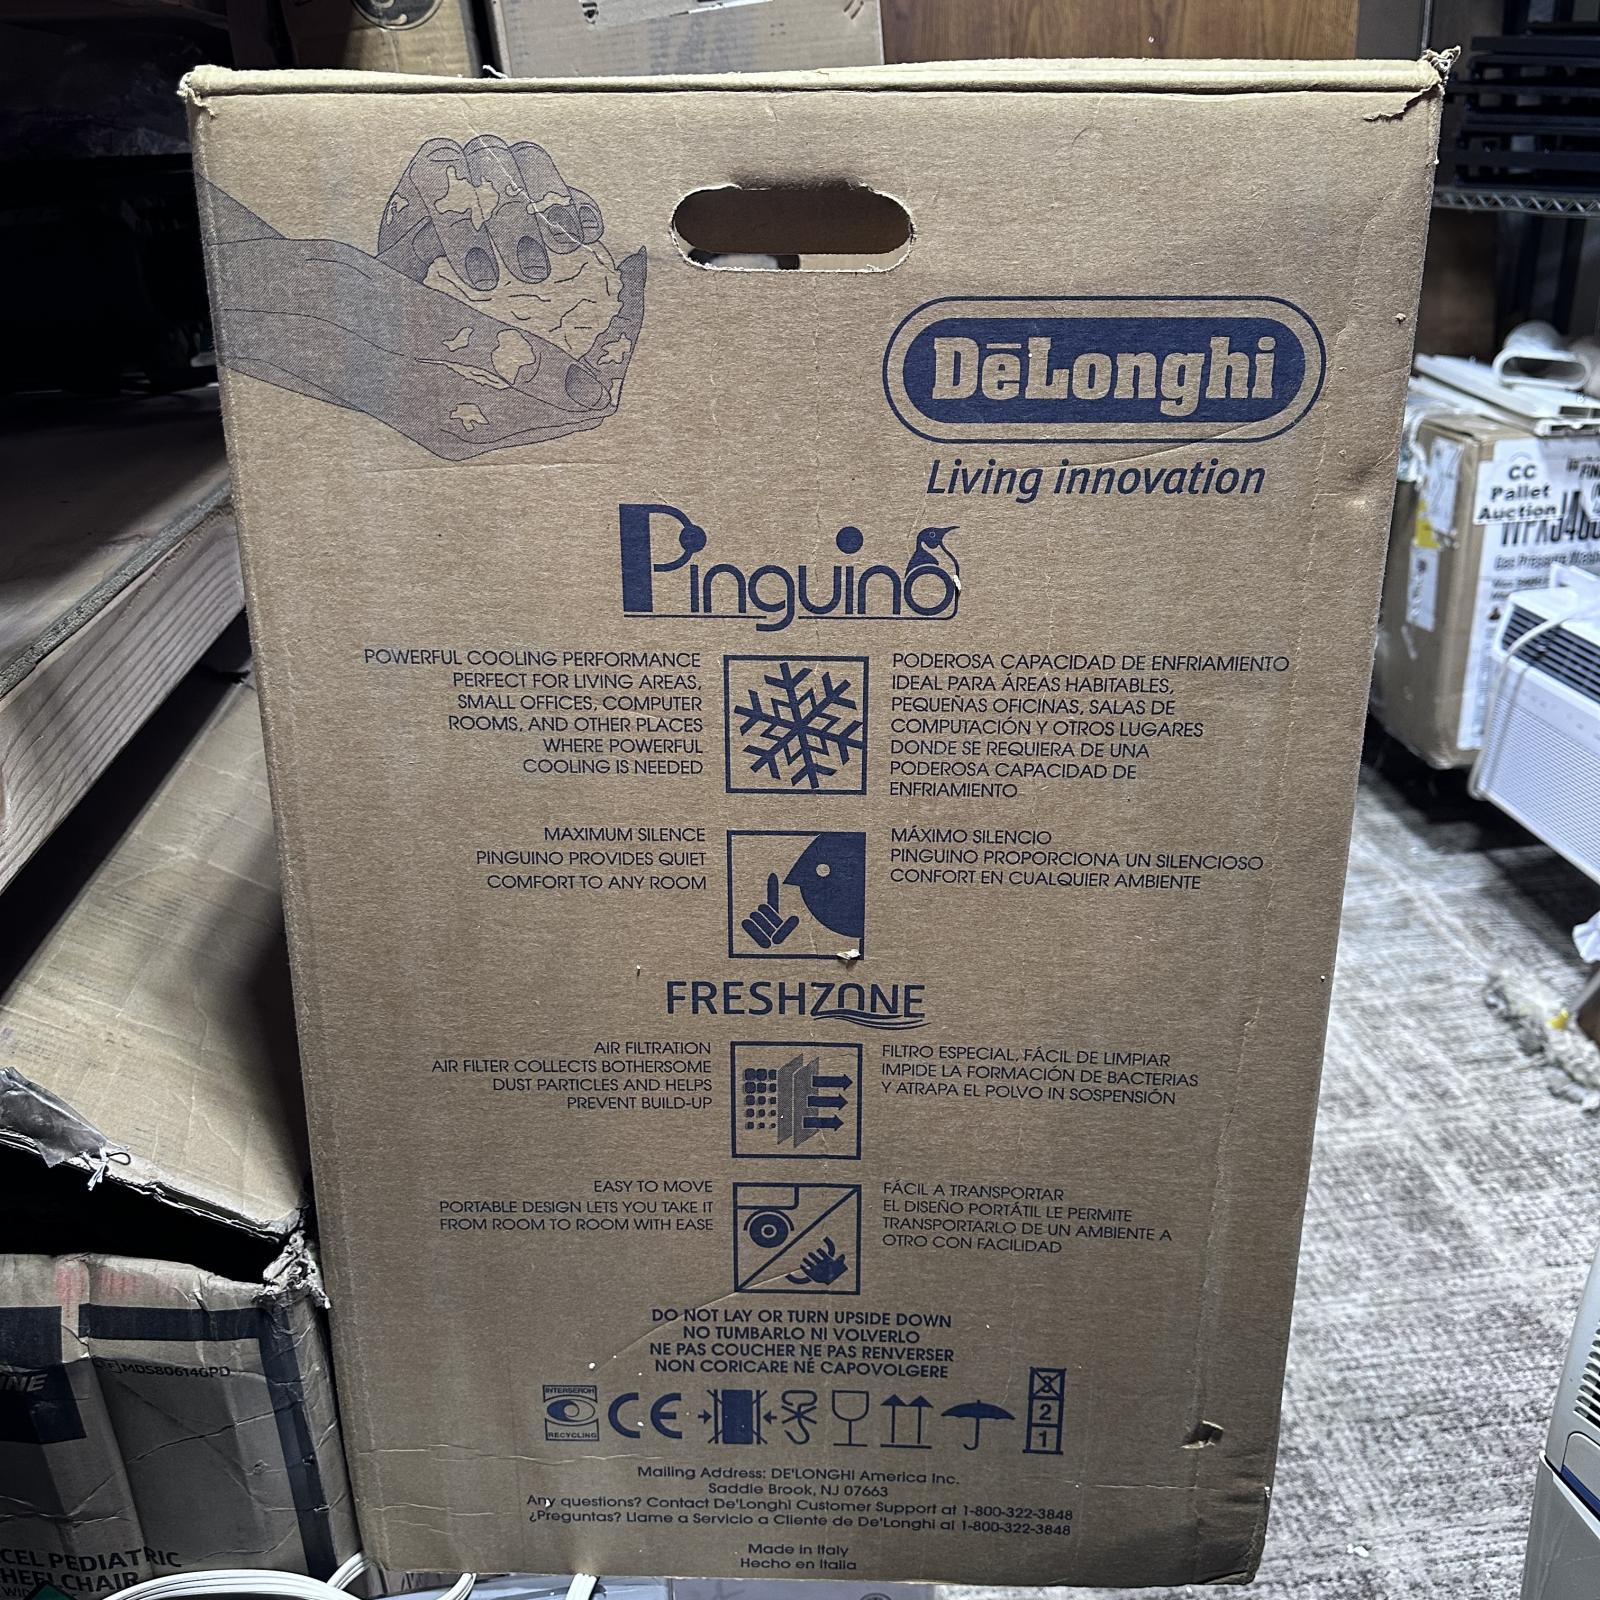 DēLonghi
Living innovation
Pinguino
POWERFUL COOLING PERFORMANCE
PERFECT FOR LIVING AREAS,
SMALL OFFICES, COMPUTER
ROOMS, AND OTHER PLACES
WHERE POWERFUL
COOLING IS NEEDED
PODEROSA CAPACIDAD DE ENFRIAMIENTO
IDEAL PARA ÁREAS HABITABLES,
PEQUEÑAS OFICINAS, SALAS DE
COMPUTACIÓN Y OTROS LUGARES
DONDE SE REQUIERA DE UNA
PODEROSA CAPACIDAD DE
ENFRIAMIENTO
MAXIMUM SILENCE
PINGUINO PROVIDES QUIET
COMFORT TO ANY ROOM
MÁXIMO SILENCIO
PINGUINO PROPORCIONA UN SILENCIOSO
CONFORT EN CUALQUIER AMBIENTE
FRESHZONE
AIR FILTRATION
AIR FILTER COLLECTS BOTHERSOME
DUST PARTICLES AND HELPS
PREVENT BUILD-UP
FILTRO ESPECIAL, FÁCIL DE LIMPIAR
IMPIDE LA FORMACIÓN DE BACTERIAS
Y ATRAPA EL POLVO IN SOSPENSIÓN
EASY TO MOVE
PORTABLE DESIGN LETS YOU TAKE IT
FROM ROOM TO ROOM WITH EASE
FÁCIL A TRANSPORTAR
EL DISEÑO PORTÁTIL LE PERMITE
TRANSPORTARLO DE UN AMBIENTE A
OTRO CON FACILIDAD
DO NOT LAY OR TURN UPSIDE DOWN
NO TUMBARLO NI VOLVERLO
NE PAS COUCHER NE PAS RENVERSER
NON CORICARE NÉ CAPOVOLGERE
INTERSEROH
RECYCLING
CE
3
2
1
Mailing Address: DE'LONGHI America Inc.
Saddle Brook, NJ 07663
Any questions? Contact De'Longhi Customer Support at 1-800-322-3848
¿Preguntas? Llame a Servicio a Cliente de De'Longhi al 1-800-322-3848
Made in Italy
Hecho en Italia
CC
Pallet
Auction
Gas Pressure
MDS806146PD
CEL PEDIATRIC
HEELCHAIR